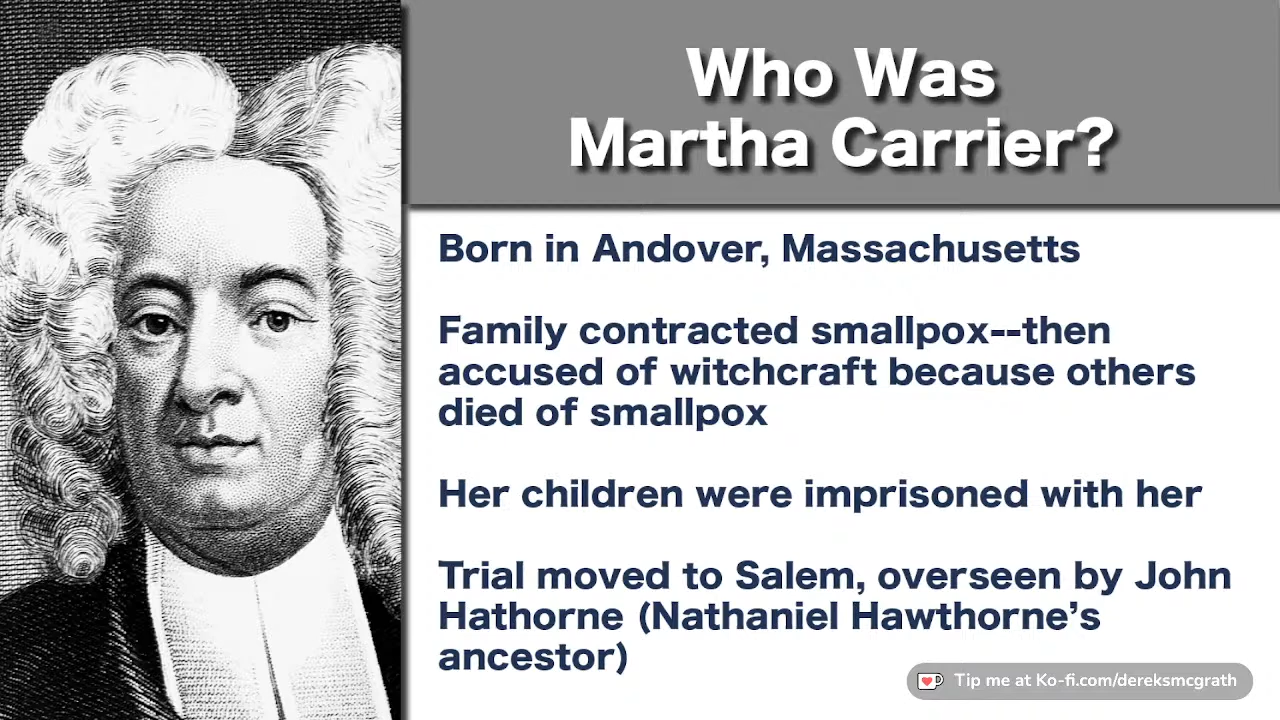 Who Was
Martha Carrier?
Born in Andover, Massachusetts
Family contracted smallpox--then
accused of witchcraft because others
died of smallpox
Her children were imprisoned with her
Trial moved to Salem, overseen by John
Hathorne (Nathaniel Hawthorne’s
ancestor)
Tip me at Ko-fi.com/dereksmcgrath